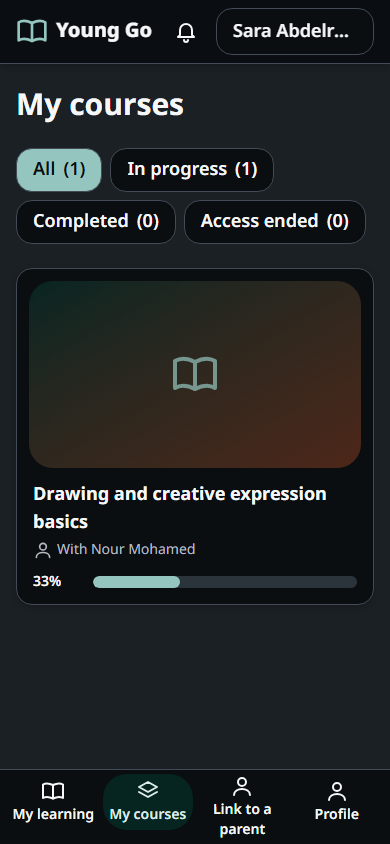 Young Go
Sara Abdelr...
My courses
All (1)
In progress (1)
Completed (0)
Access ended (0)
Drawing and creative expression
basics
With Nour Mohamed
33%
My learning
My courses
Link to a
parent
Profile